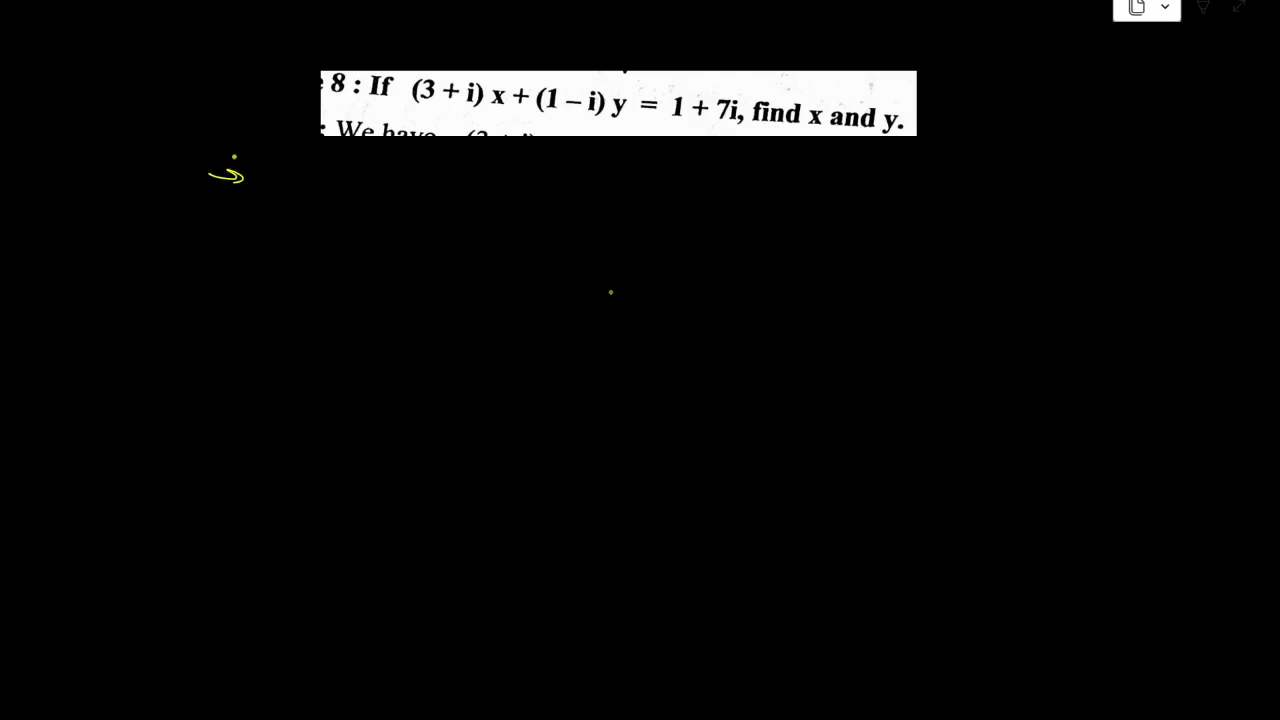 8 : If (3 + i) x + (1 – i) y = 1 + 7i, find x and y.
: We have